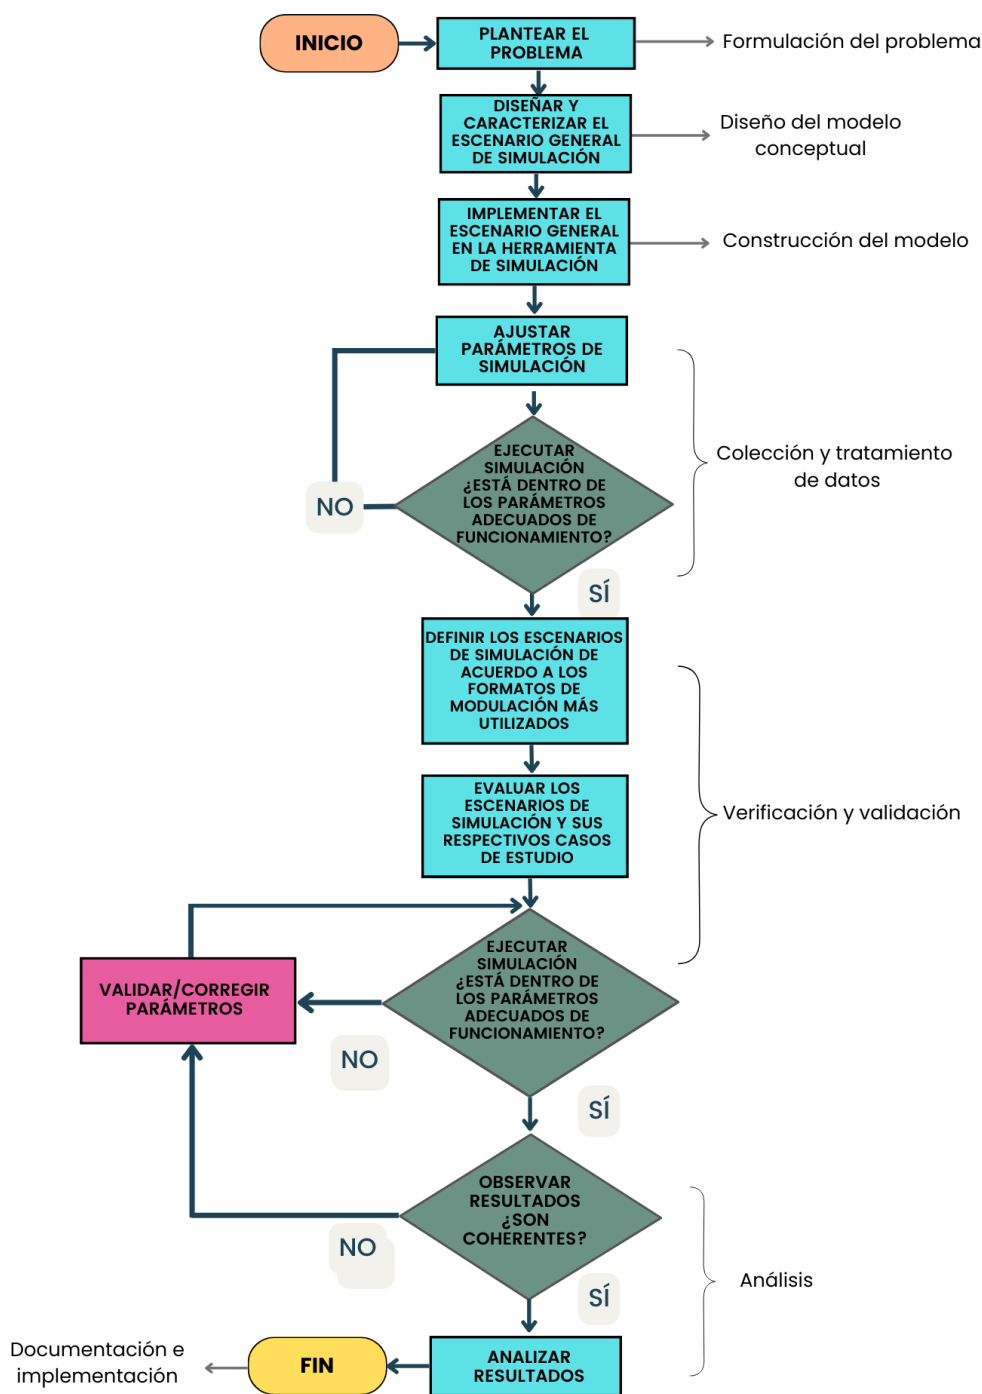 INICIO
PLANTEAR EL
PROBLEMA
Formulación del problema
DISEÑAR Y
CARACTERIZAR EL
ESCENARIO GENERAL
DE SIMULACIÓN
Diseño del modelo
conceptual
IMPLEMENTAR EL
ESCENARIO GENERAL
EN LA HERRAMIENTA
DE SIMULACIÓN
Construcción del modelo
AJUSTAR
PARÁMETROS DE
SIMULACIÓN
EJECUTAR
SIMULACIÓN
¿ESTÁ DENTRO DE
LOS PARÁMETROS
ADECUADOS DE
FUNCIONAMIENTO?
NO
Colección y tratamiento
de datos
SÍ
DEFINIR LOS ESCENARIOS
DE SIMULACIÓN DE
ACUERDO A LOS
FORMATOS DE
MODULACIÓN MÁS
UTILIZADOS
EVALUAR LOS
ESCENARIOS DE
SIMULACIÓN Y SUS
RESPECTIVOS CASOS
DE ESTUDIO
Verificación y validación
EJECUTAR
SIMULACIÓN
¿ESTÁ DENTRO DE
LOS PARÁMETROS
ADECUADOS DE
FUNCIONAMIENTO?
VALIDAR/CORREGIR
PARÁMETROS
NO
SÍ
OBSERVAR
RESULTADOS
¿SON
COHERENTES?
NO
SÍ
Análisis
ANALIZAR
RESULTADOS
FIN
Documentación e
implementación